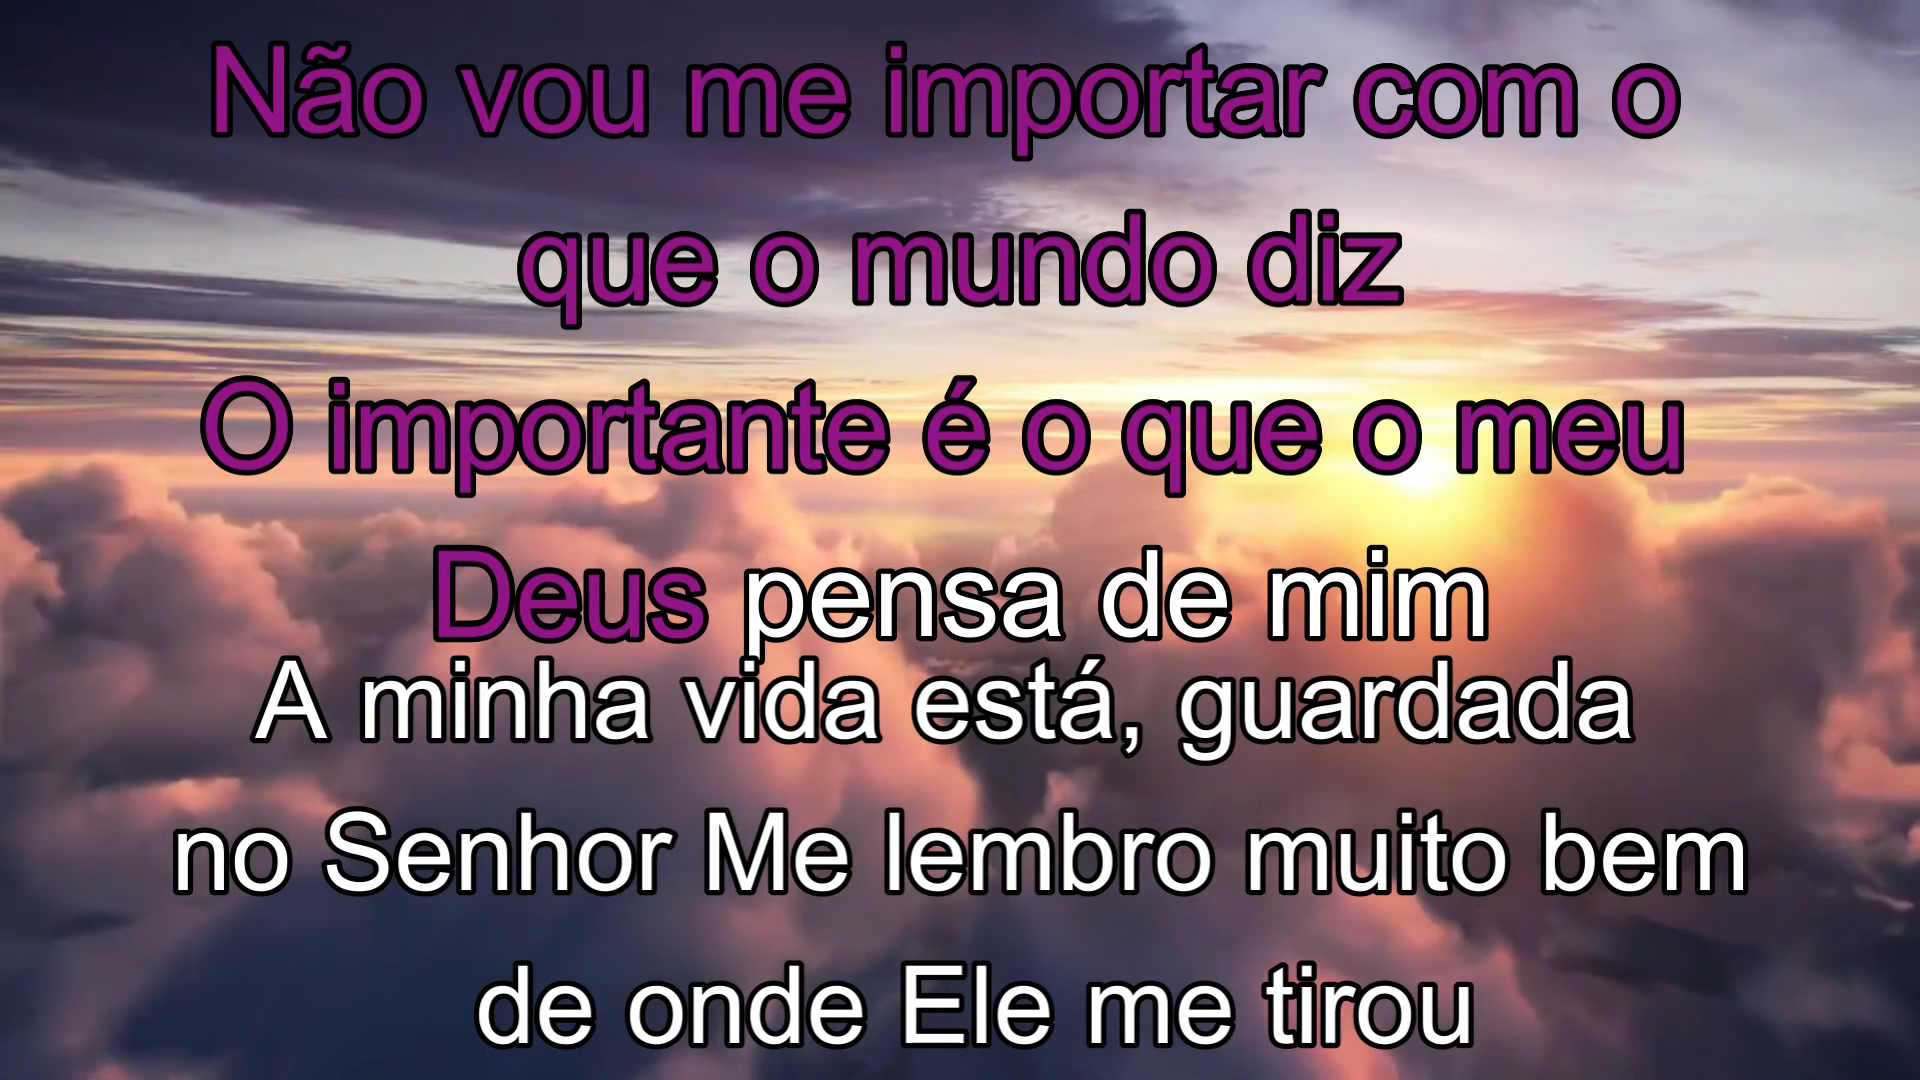 Não vou me importar com o
que o mundo diz
O importante é o que o meu
Deus pensa de mim
A minha vida está, guardada
no Senhor Me lembro muito bem
de onde Ele me tirou